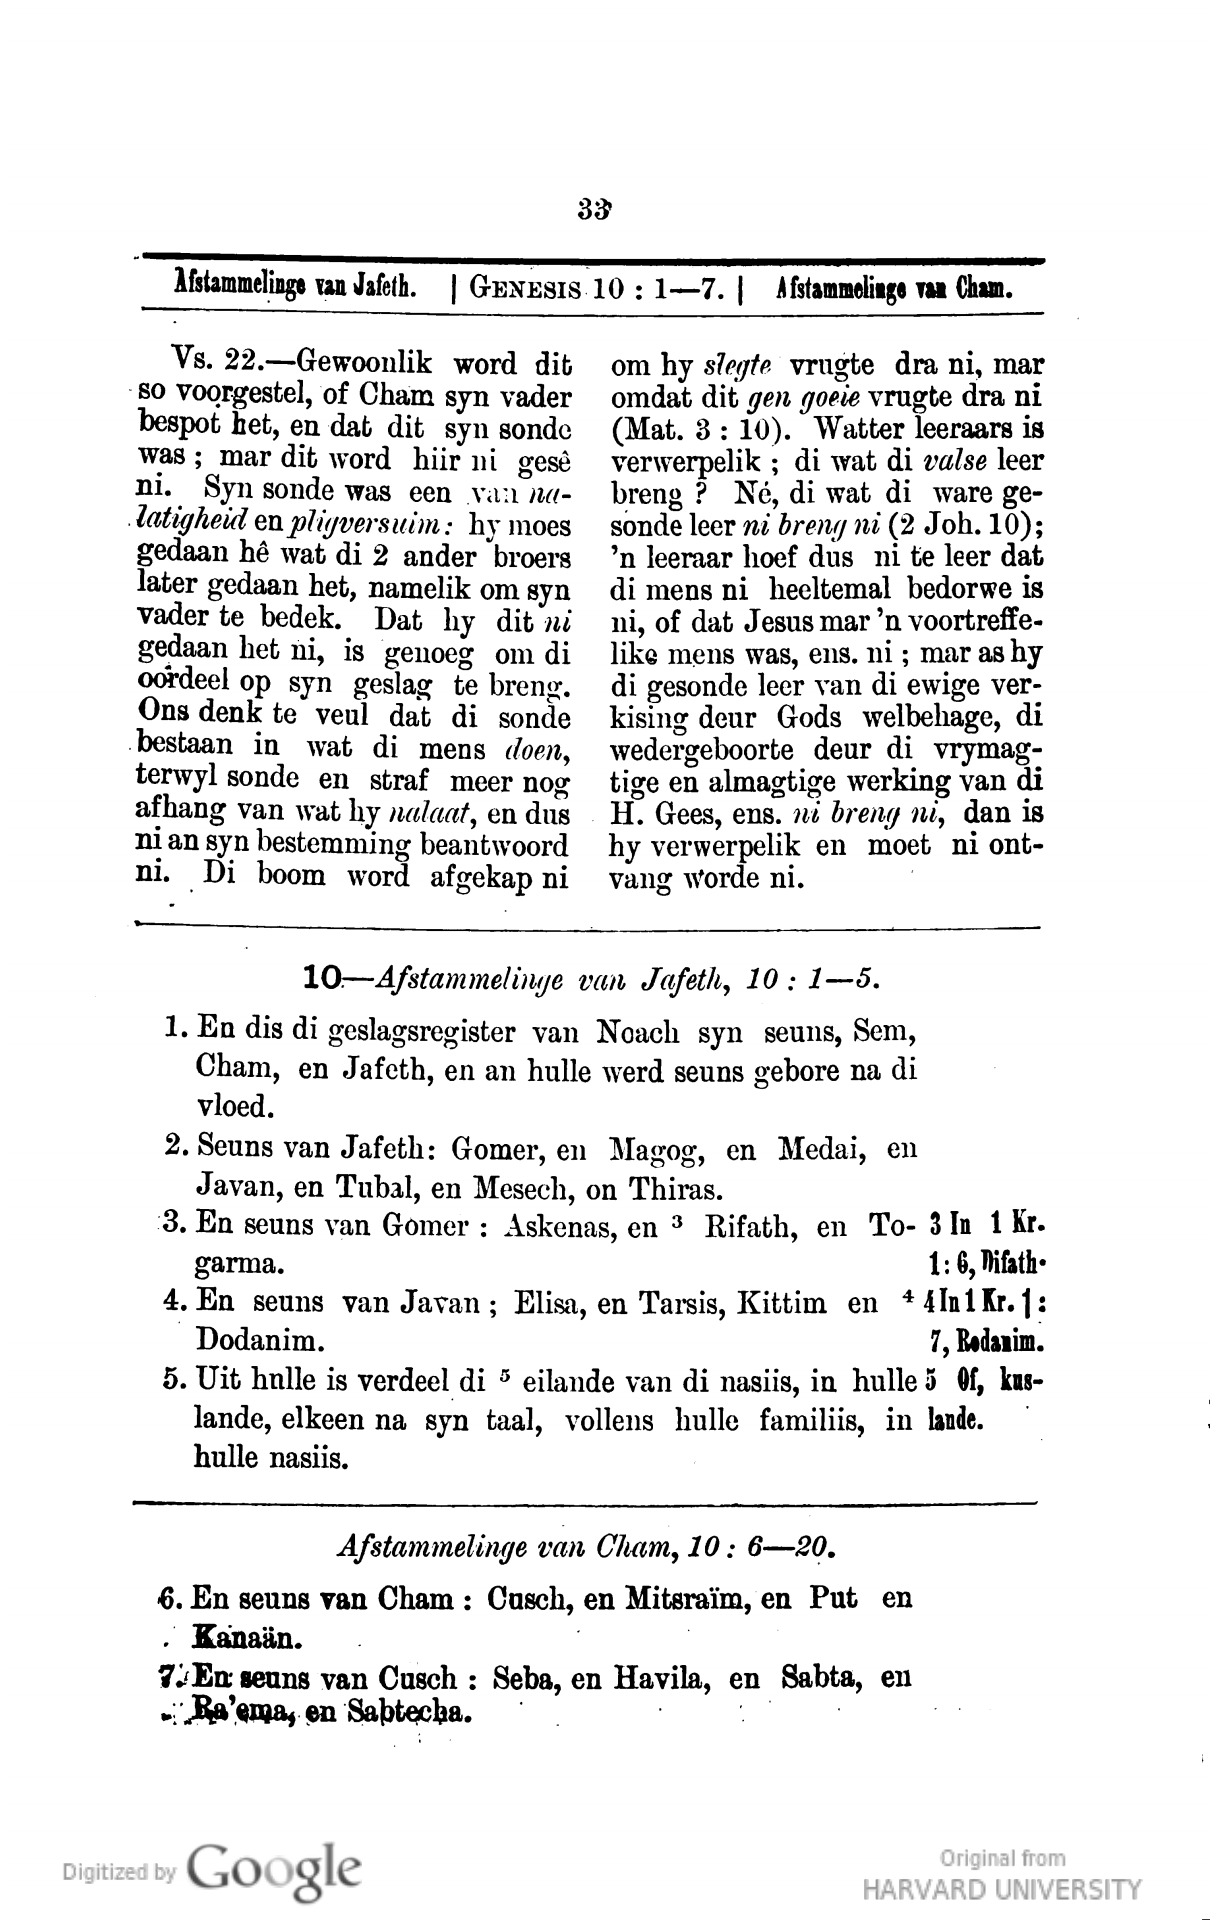 33
Afstammelinge van Jafeth. | GENESIS 10 : 1—7. | Afstammelinge van Cham.
Vs. 22.—Gewoonlik word dit
so voorgestel, of Cham syn vader
bespot het, en dat dit syn sonde
was ; mar dit word hiir ni gesê
ni. Syn sonde was een van na-
latigheid en pligversuim: hy moes
gedaan hê wat di 2 ander broers
later gedaan het, namelik om syn
vader te bedek. Dat hy dit ni
gedaan het ni, is genoeg om di
oordeel op syn geslag te breng.
Ons denk te veul dat di sonde
bestaan in wat di mens doen,
terwyl sonde en straf meer nog
afhang van wat hy nalaat, en dus
ni an syn bestemming beantwoord
ni. Di boom word afgekap ni
om hy slegte vrugte dra ni, mar
omdat dit gen goeie vrugte dra ni
(Mat. 3 : 10). Watter leeraars is
verwerpelik ; di wat di valse leer
breng ? Né, di wat di ware ge-
sonde leer ni breng ni (2 Joh. 10);
'n leeraar hoef dus ni te leer dat
di mens ni heeltemal bedorwe is
ni, of dat Jesus mar 'n voortreffe-
like mens was, ens. ni ; mar as hy
di gesonde leer van di ewige ver-
kising deur Gods welbehage, di
wedergeboorte deur di vrymag-
tige en almagtige werking van di
H. Gees, ens. ni breng ni, dan is
hy verwerpelik en moet ni ont-
vang worde ni.
10—Afstammelinge van Jafeth, 10 : 1—5.
1. En dis di geslagsregister van Noach syn seuns, Sem,
Cham, en Jafeth, en an hulle werd seuns gebore na di
vloed.
2. Seuns van Jafeth: Gomer, en Magog, en Medai, en
Javan, en Tubal, en Mesech, on Thiras.
3. En seuns van Gomer : Askenas, en ³ Rifath, en To- 3 In 1 Kr.
garma. 1: 6, Difath·
4. En seuns van Javan ; Elisa, en Tarsis, Kittim en ⁴ 4 In 1 Kr. 1 :
Dodanim. 7, Rodanim.
5. Uit hulle is verdeel di ⁵ eilande van di nasiis, in hulle 5 Of, kus-
lande, elkeen na syn taal, vollens hulle familiis, in lande.
hulle nasiis.
Afstammelinge van Cham, 10 : 6—20.
6. En seuns van Cham : Cusch, en Mitsraïm, en Put en
Kanaän.
7. En seuns van Cusch : Seba, en Havila, en Sabta, en
Ra'ema, en Sabtecha.
Digitized by Google
Original from
HARVARD UNIVERSITY